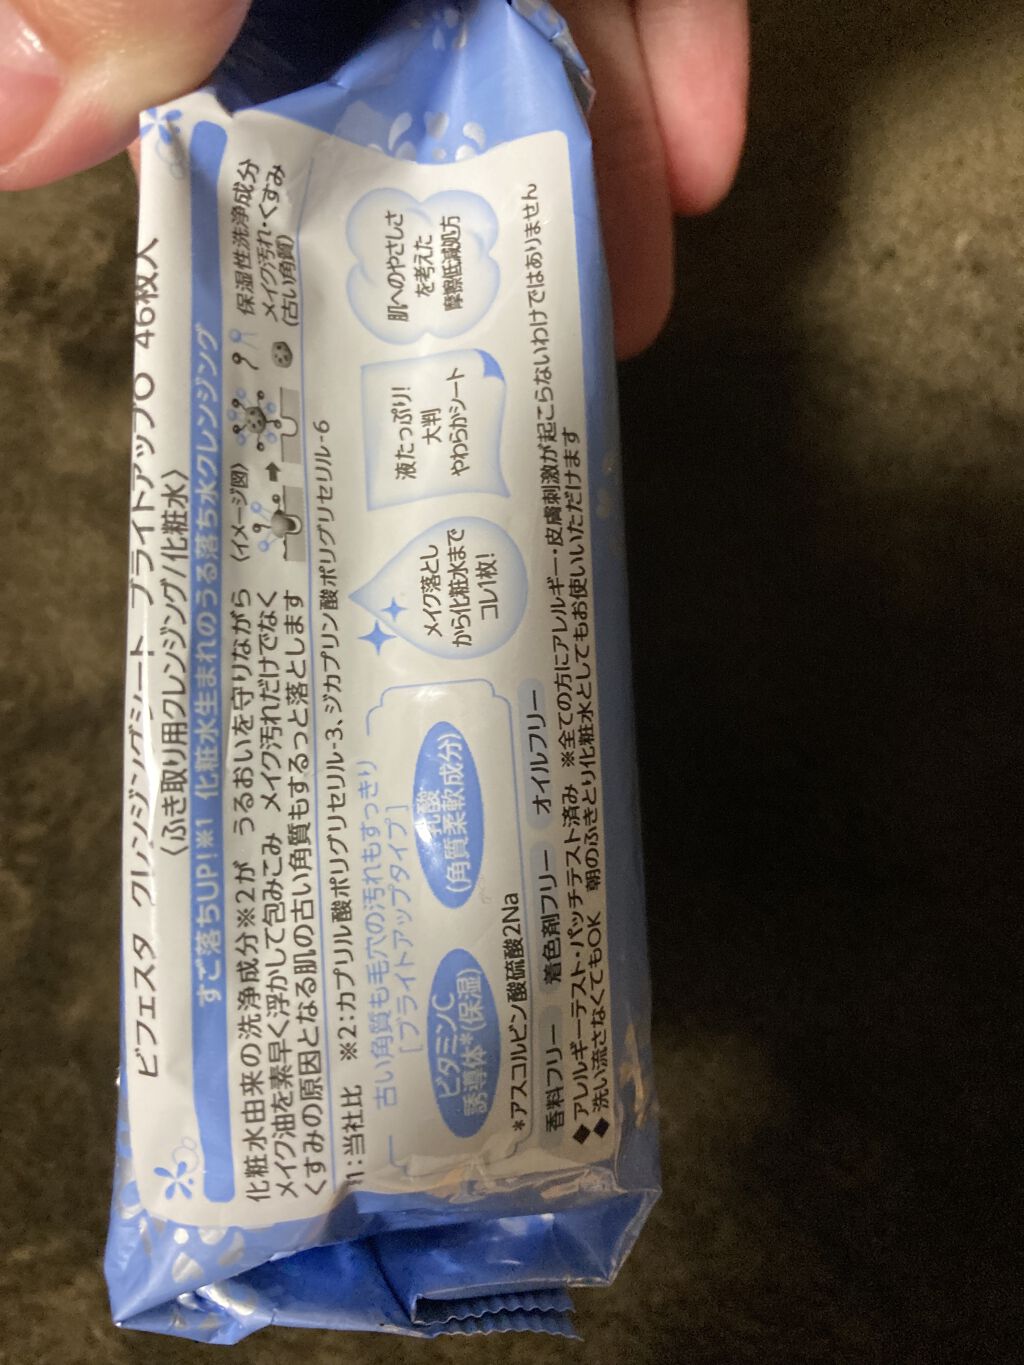 ビフェスタ クレンジングシート ブライトアップO 46枚入
〈ふき取り用クレンジング/化粧水〉
すご落ちUP!※1 化粧水生まれのうる落ち水クレンジング
化粧水由来の洗浄成分※2が うるおいを守りながら
メイク油を素早く浮かして包みこみ メイク汚れだけでなく
くすみの原因となる肌の古い角質もするっと落とします
〈イメージ図〉
保湿性洗浄成分
メイク汚れ・くすみ
(古い角質)
1:当社比 ※2:カプリル酸ポリグリセリル-3、ジカプリン酸ポリグリセリル-6
古い角質も毛穴の汚れもすっきり
[ブライトアップタイプ]
ビタミンC
誘導体*(保湿)
乳酸
(角質柔軟成分)
*アスコルビン酸硫酸2Na
メイク落とし
から化粧水まで
コレ1枚!
液たっぷり!
大判
やわらかシート
肌へのやさしさ
を考えた
摩擦低減処方
香料フリー 着色剤フリー オイルフリー
◆アレルギーテスト・パッチテスト済み ※全ての方にアレルギー・皮膚刺激が起こらないわけではありません
◆洗い流さなくてもOK 朝のふきとり化粧水としてもお使いいただけます